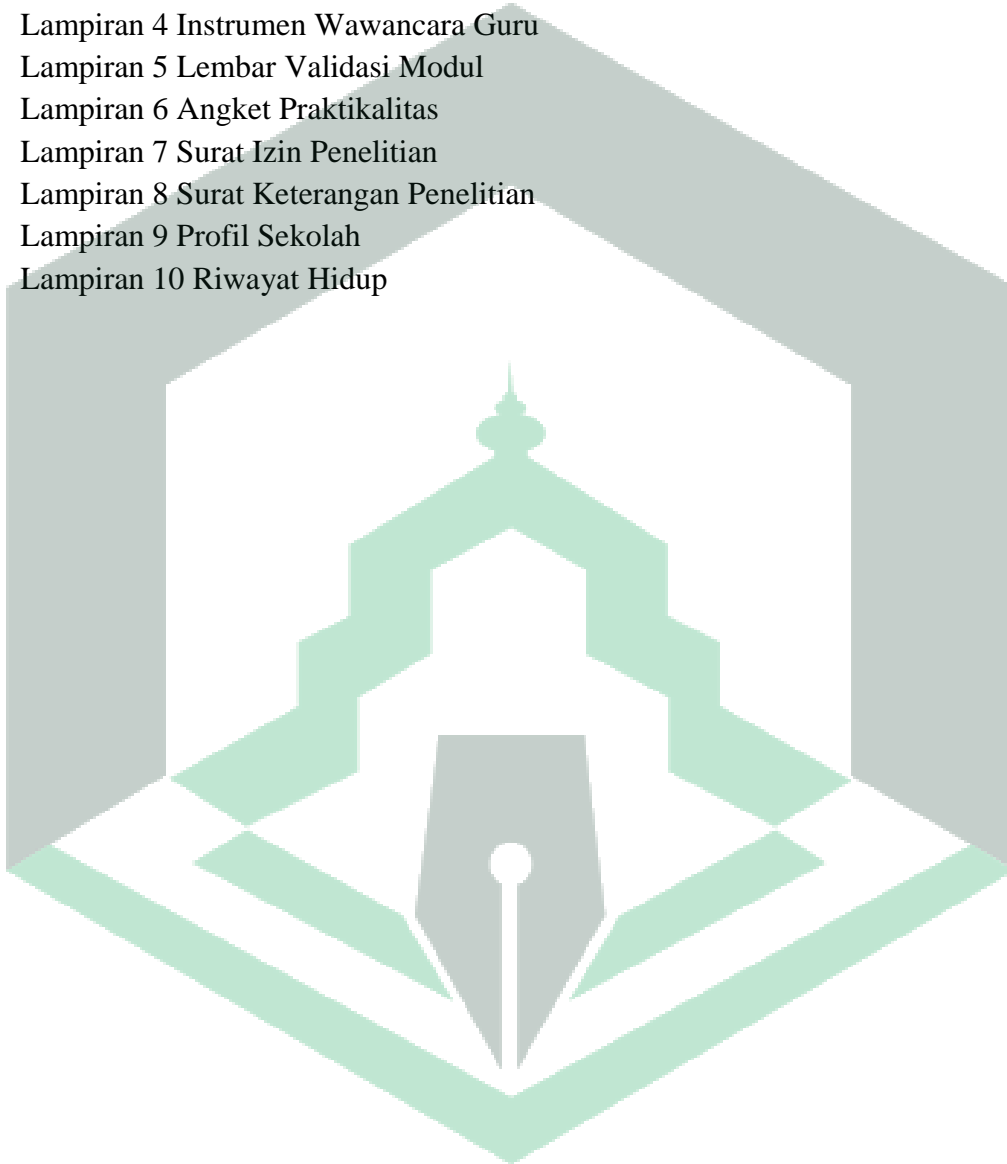 Lampiran 4 Instrumen Wawancara Guru
Lampiran 5 Lembar Validasi Modul
Lampiran 6 Angket Praktikalitas
Lampiran 7 Surat Izin Penelitian
Lampiran 8 Surat Keterangan Penelitian
Lampiran 9 Profil Sekolah
Lampiran 10 Riwayat Hidup